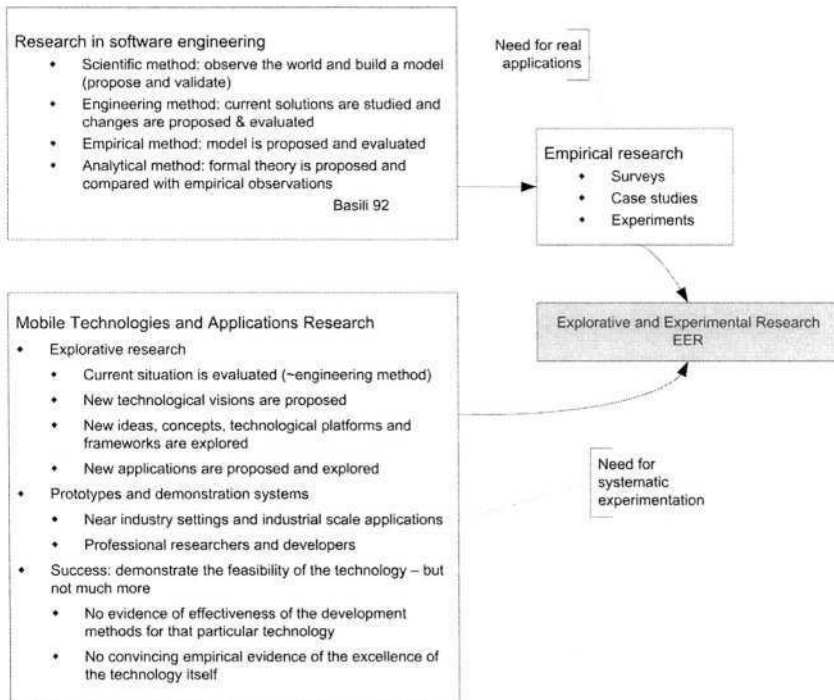 Research in software engineering
◆ Scientific method: observe the world and build a model
(propose and validate)
◆ Engineering method: current solutions are studied and
changes are proposed & evaluated
◆ Empirical method: model is proposed and evaluated
◆ Analytical method: formal theory is proposed and
compared with empirical observations
Basili 92
Need for real
applications
Empirical research
◆ Surveys
◆ Case studies
◆ Experiments
Explorative and Experimental Research
EER
Mobile Technologies and Applications Research
◆ Explorative research
◆ Current situation is evaluated (~engineering method)
◆ New technological visions are proposed
◆ New ideas, concepts, technological platforms and
frameworks are explored
◆ New applications are proposed and explored
◆ Prototypes and demonstration systems
◆ Near industry settings and industrial scale applications
◆ Professional researchers and developers
◆ Success: demonstrate the feasibility of the technology – but
not much more
◆ No evidence of effectiveness of the development
methods for that particular technology
◆ No convincing empirical evidence of the excellence of
the technology itself
Need for
systematic
experimentation